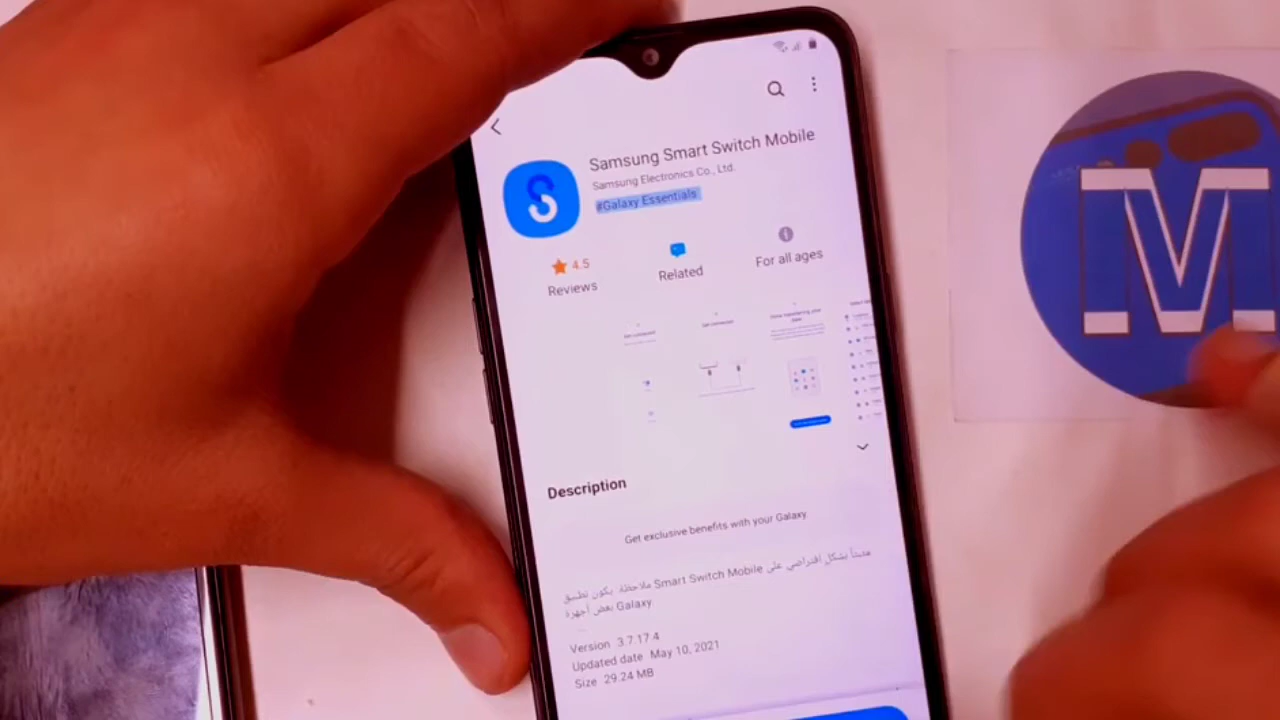 Samsung Smart Switch Mobile
Samsung Electronics Co., Ltd.
#Galaxy Essentials
4.5
Reviews
Related
For all ages
Description
Get exclusive benefits with your Galaxy.
ملاحظة: يكون تطبيق Smart Switch Mobile مثبتاً بشكلٍ افتراضي على
بعض أجهزة Galaxy.
Version 3.7.17.4
Updated date May 10, 2021
Size 29.24 MB
M